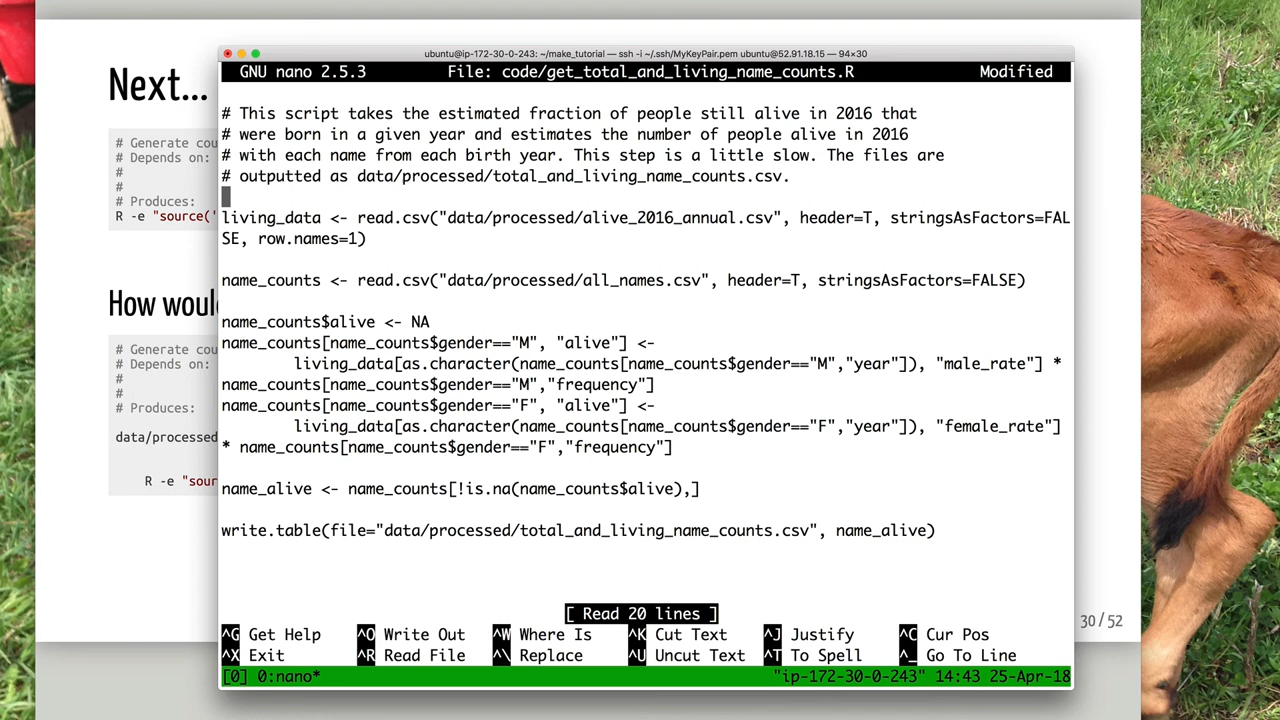 ubuntu@ip-172-30-0-243: ~/make_tutorial — ssh -i ~/.ssh/MyKeyPair.pem ubuntu@52.91.18.15 — 94×30
GNU nano 2.5.3 File: code/get_total_and_living_name_counts.R Modified
# This script takes the estimated fraction of people still alive in 2016 that
# were born in a given year and estimates the number of people alive in 2016
# with each name from each birth year. This step is a little slow. The files are
# outputted as data/processed/total_and_living_name_counts.csv.
living_data <- read.csv("data/processed/alive_2016_annual.csv", header=T, stringsAsFactors=FAL
SE, row.names=1)
name_counts <- read.csv("data/processed/all_names.csv", header=T, stringsAsFactors=FALSE)
name_counts$alive <- NA
name_counts[name_counts$gender=="M", "alive"] <-
living_data[as.character(name_counts[name_counts$gender=="M","year"]), "male_rate"] *
name_counts[name_counts$gender=="M","frequency"]
name_counts[name_counts$gender=="F", "alive"] <-
living_data[as.character(name_counts[name_counts$gender=="F","year"]), "female_rate"]
* name_counts[name_counts$gender=="F","frequency"]
name_alive <- name_counts[!is.na(name_counts$alive),]
write.table(file="data/processed/total_and_living_name_counts.csv", name_alive)
[ Read 20 lines ]
^G Get Help ^O Write Out ^W Where Is ^K Cut Text ^J Justify ^C Cur Pos
^X Exit ^R Read File ^\ Replace ^U Uncut Text ^T To Spell ^_ Go To Line
[0] 0:nano* "ip-172-30-0-243" 14:43 25-Apr-18
Next...
# Generate cou
# Depends on:
#
#
# Produces:
R -e "source('
How woul
# Generate cou
# Depends on:
#
#
# Produces:
data/processed
R -e "sour
30 / 52